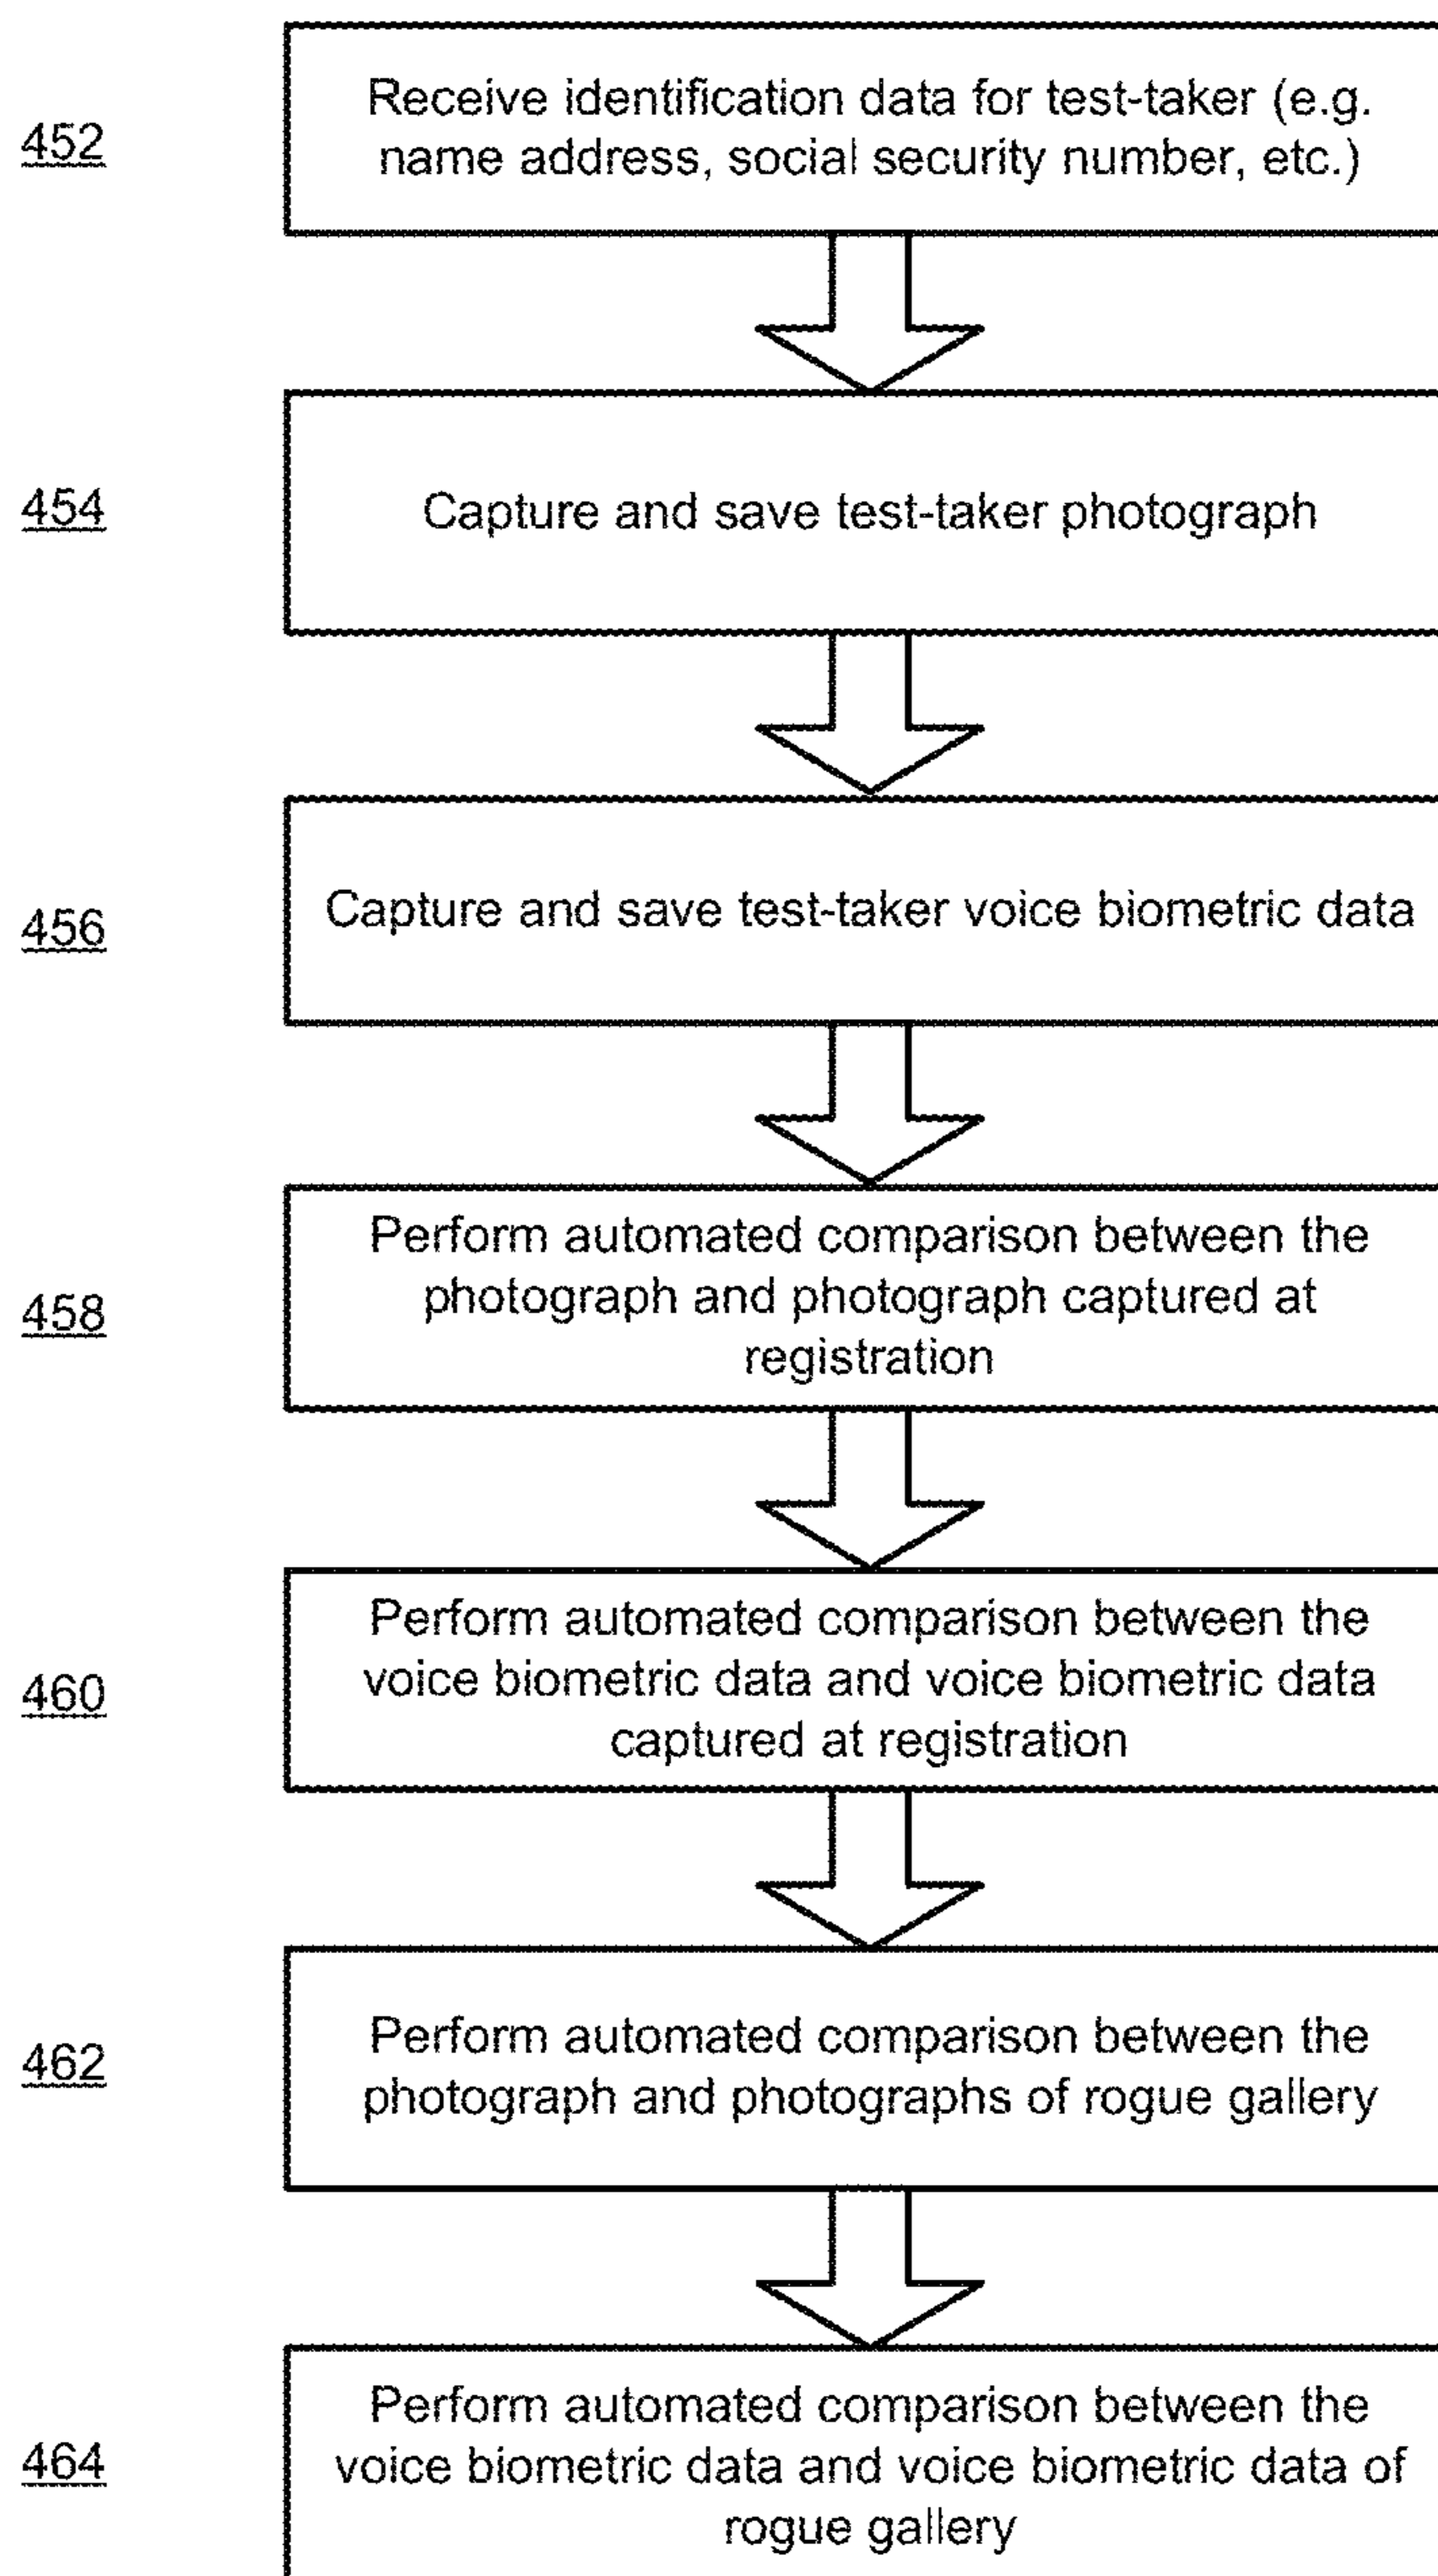 452
Receive identification data for test-taker (e.g.
name address, social security number, etc.)
454
Capture and save test-taker photograph
456
Capture and save test-taker voice biometric data
458
Perform automated comparison between the
photograph and photograph captured at
registration
460
Perform automated comparison between the
voice biometric data and voice biometric data
captured at registration
462
Perform automated comparison between the
photograph and photographs of rogue gallery
464
Perform automated comparison between the
voice biometric data and voice biometric data of
rogue gallery